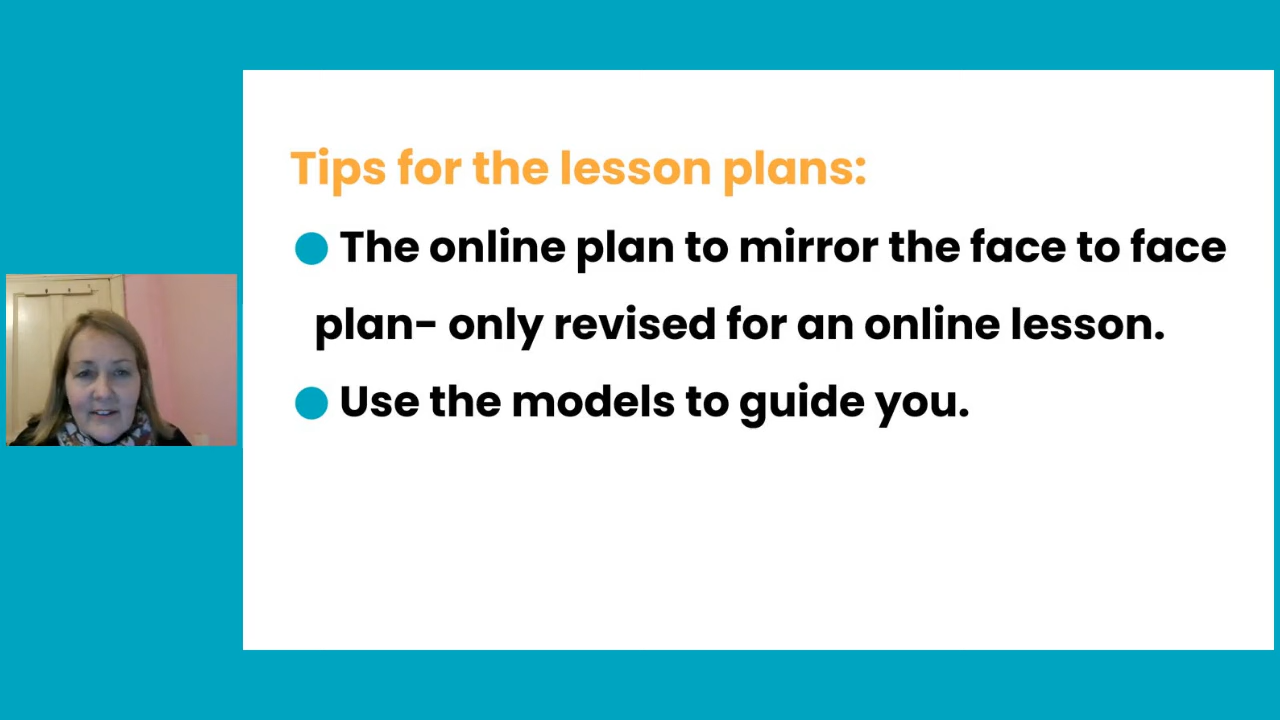 Tips for the lesson plans:
● The online plan to mirror the face to face
plan- only revised for an online lesson.
● Use the models to guide you.